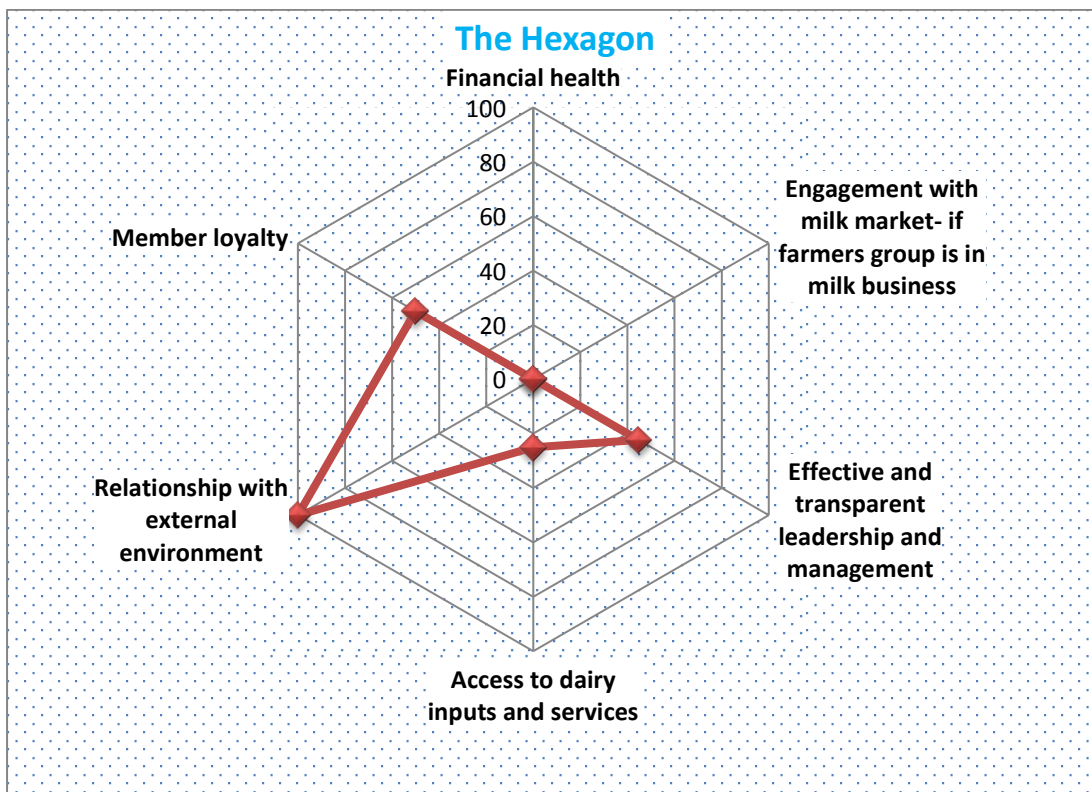 The Hexagon
Financial health
100
80
60
40
20
0
Engagement with
milk market- if
farmers group is in
milk business
Effective and
transparent
leadership and
management
Access to dairy
inputs and services
Relationship with
external
environment
Member loyalty